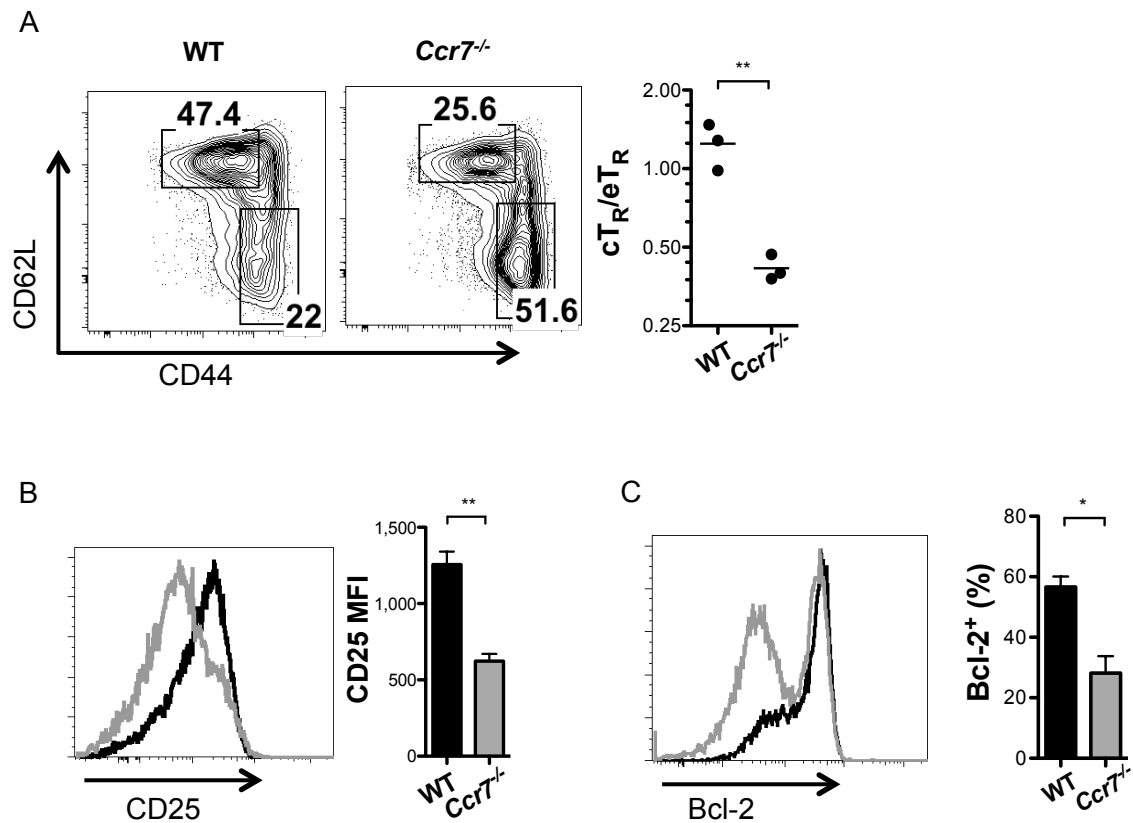 A
WT
Ccr7-/-
47.4
22
25.6
51.6
CD62L
CD44
**
2.00
1.00
0.50
0.25
cTR/eTR
WT
Ccr7-/-
B
CD25
**
1,500
1,000
500
0
CD25 MFI
WT
Ccr7-/-
C
Bcl-2
*
80
60
40
20
0
Bcl-2+ (%)
WT
Ccr7-/-